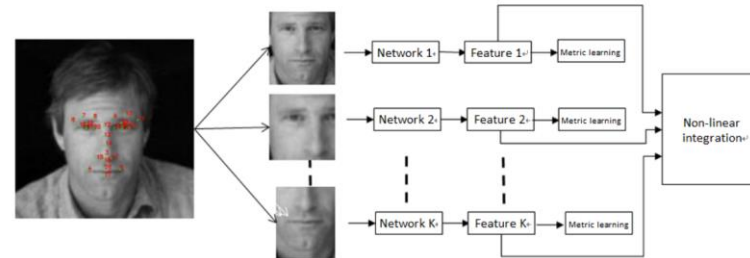 Network 1
Feature 1
Metric learning
Network 2
Feature 2
Metric learning
Non-linear
integration
Network K
Feature K
Metric learning